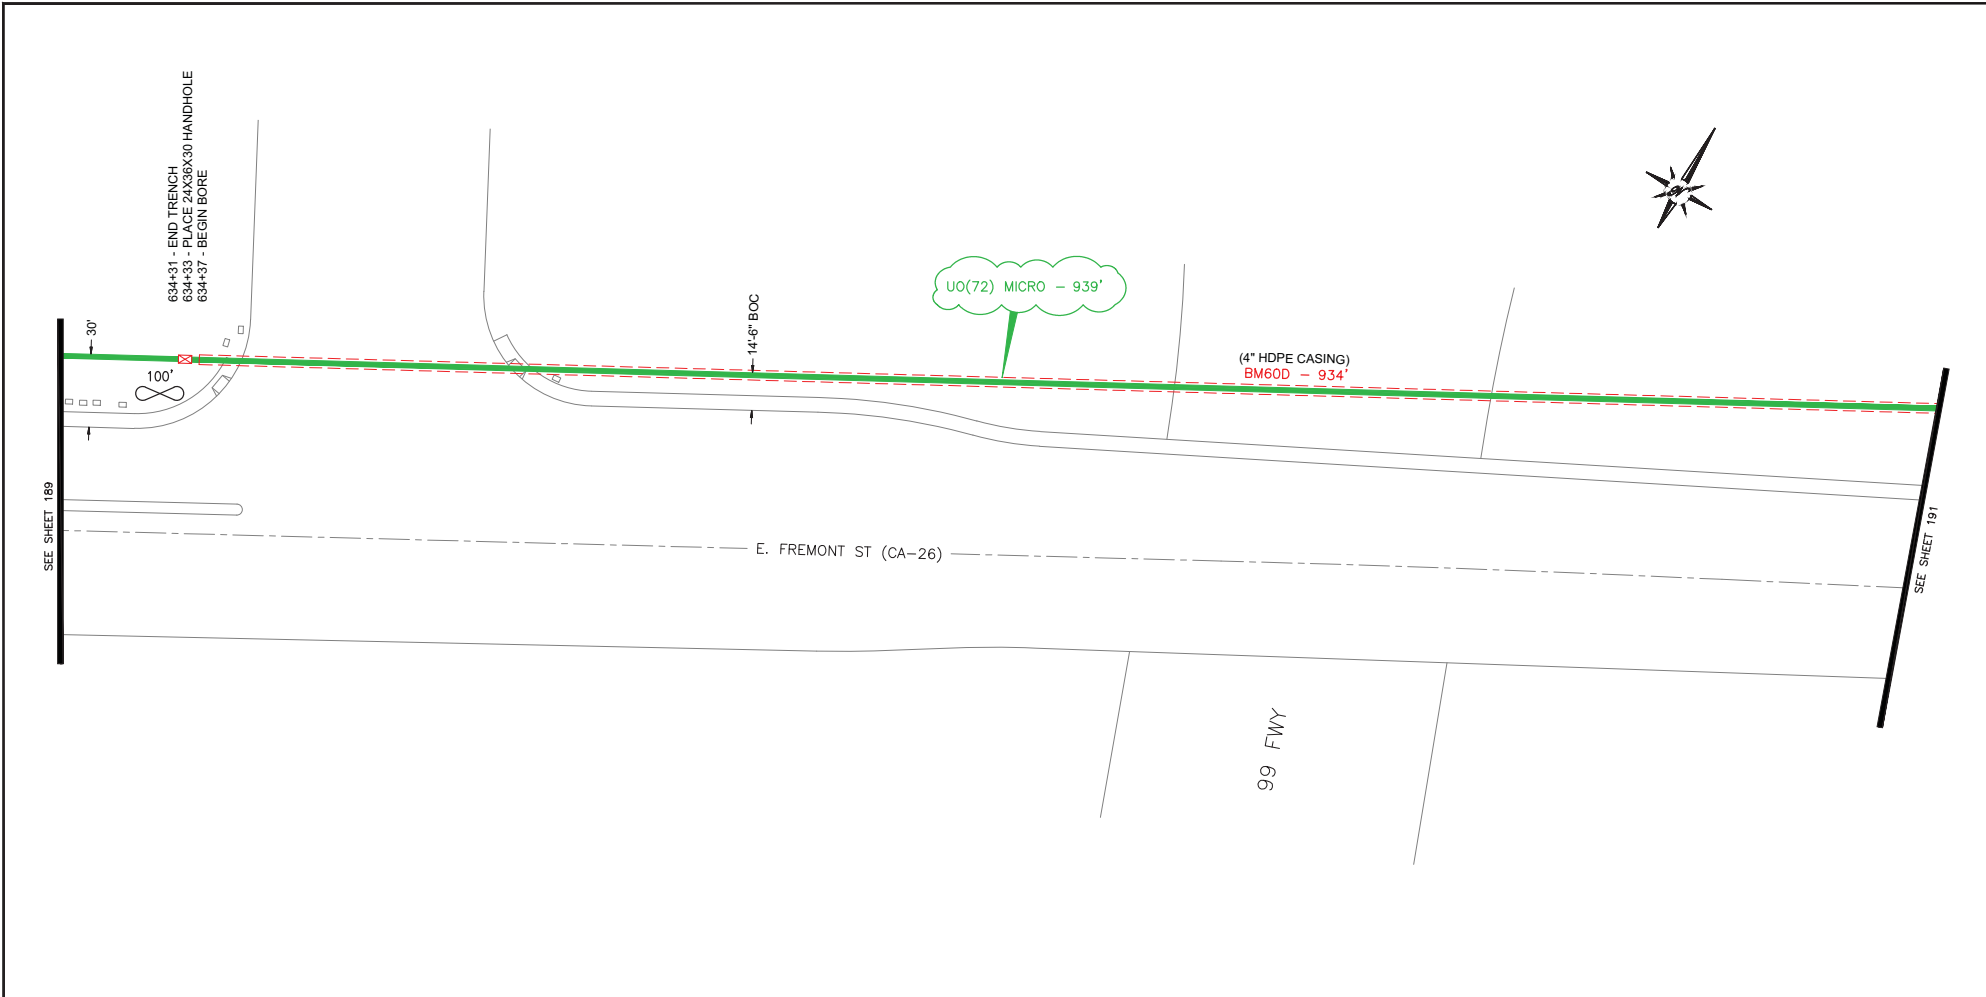 634+31 - END TRENCH
634+33 - PLACE 24X36X30 HANDHOLE
634+37 - BEGIN BORE
30'
100'
14'-6" BOC
UO(72) MICRO - 939'
(4" HDPE CASING)
BM60D - 934'
SEE SHEET 189
E. FREMONT ST (CA-26)
SEE SHEET 191
99 FWY